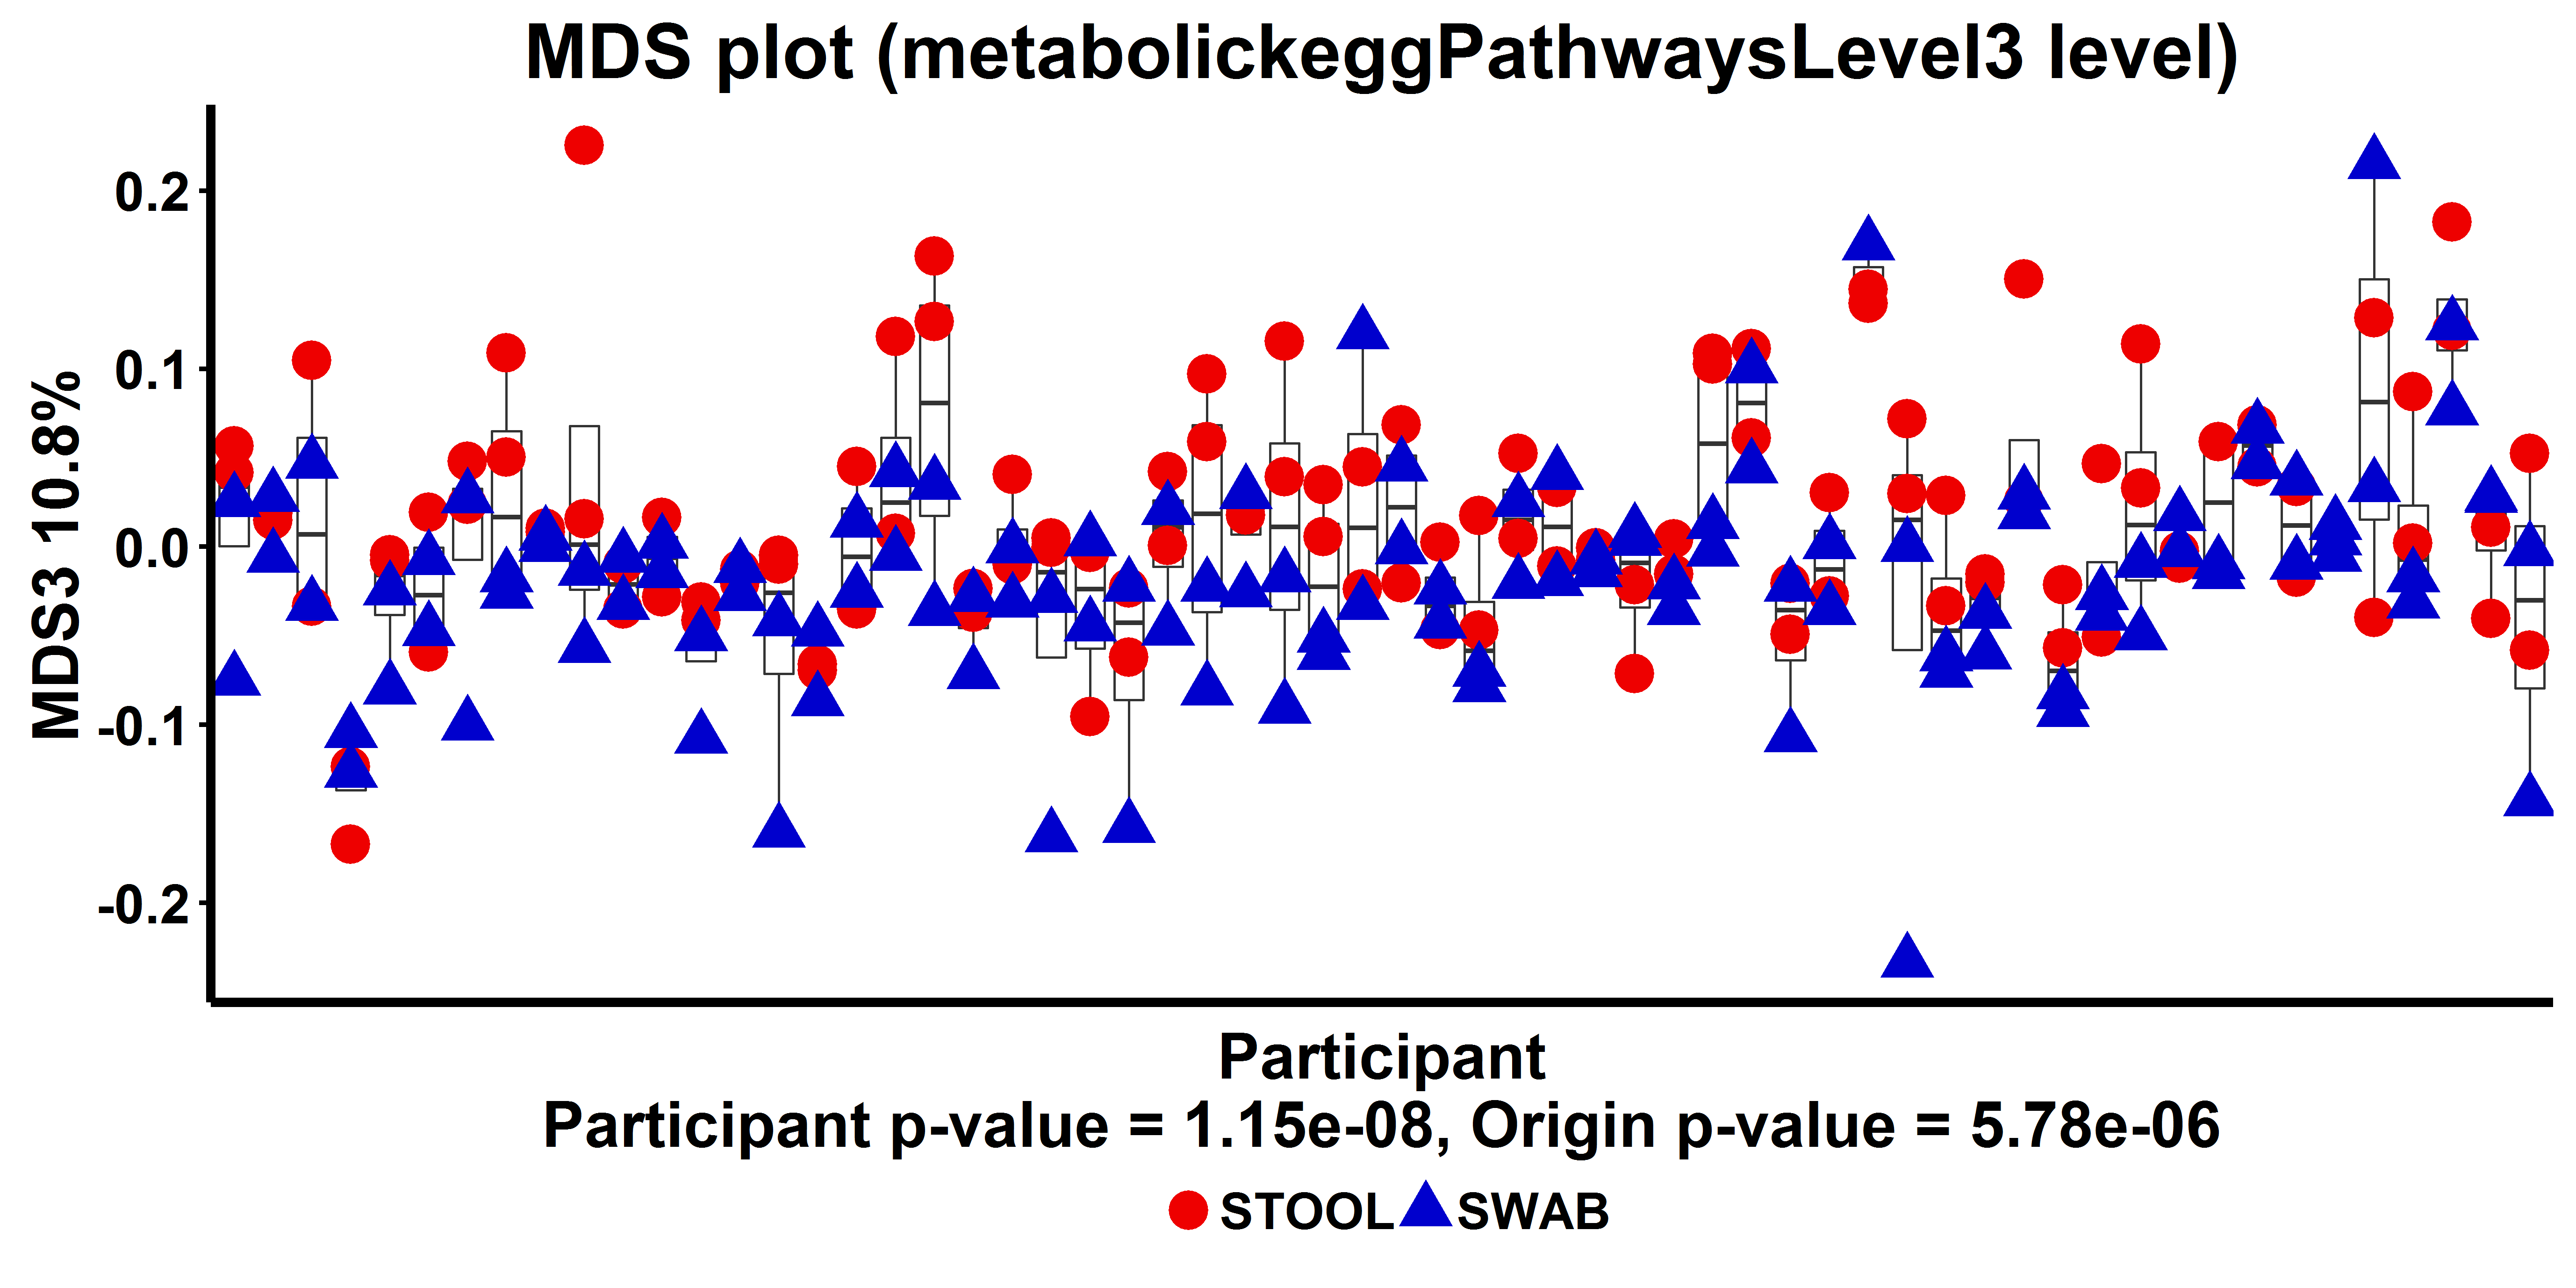 MDS plot (metabolickeggPathwaysLevel3 level)
MDS3 10.8%
0.2
0.1
0.0
-0.1
-0.2
Participant
Participant p-value = 1.15e-08, Origin p-value = 5.78e-06
STOOL SWAB